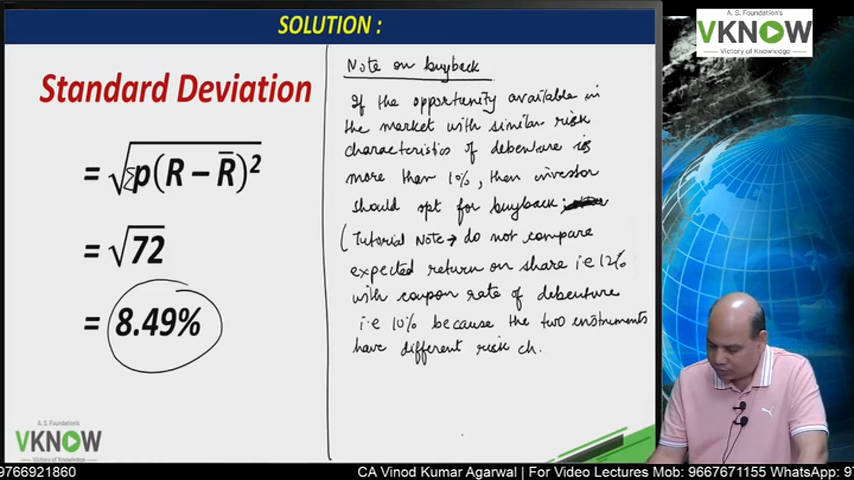 SOLUTION :
A. S. Foundation's
VKNOW
Victory of Knowledge
Standard Deviation
= √Σp(R − R̄)²
= √72
= 8.49%
Note on buyback
If the opportunity available in
the market with similar risk
characteristics of debenture is
more than 10%, then investor
should opt for buyback.
(Tutorial Note → do not compare
expected return on share i.e 12%
with coupon rate of debenture
i.e 10% because the two instruments
have different risk ch.
A. S. Foundation's
VKNOW
Victory of Knowledge
9766921860 CA Vinod Kumar Agarwal | For Video Lectures Mob: 9667671155 WhatsApp: 97